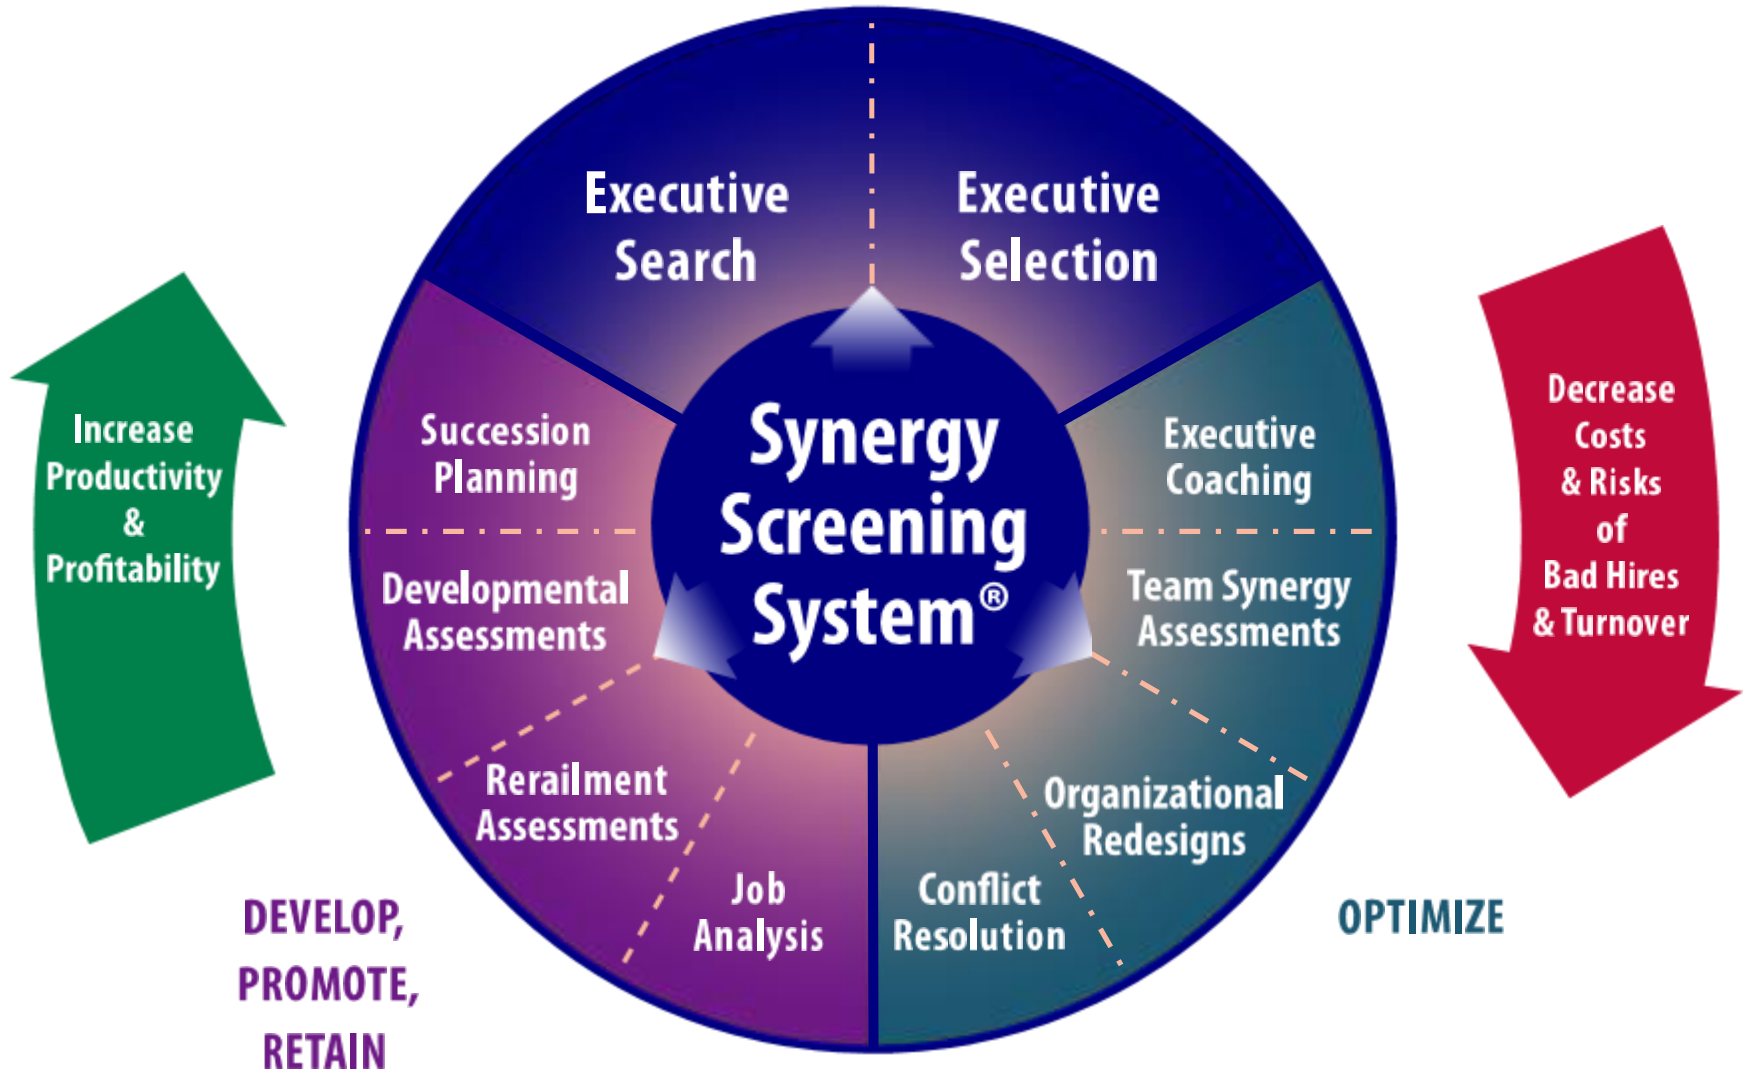 Executive
Search
Executive
Selection
Increase
Productivity
&
Profitability
Succession
Planning
Developmental
Assessments
Rerailment
Assessments
Job
Analysis
Synergy
Screening
System®
Executive
Coaching
Team Synergy
Assessments
Organizational
Redesigns
Conflict
Resolution
Decrease
Costs
& Risks
of
Bad Hires
& Turnover
DEVELOP,
PROMOTE,
RETAIN
OPTIMIZE